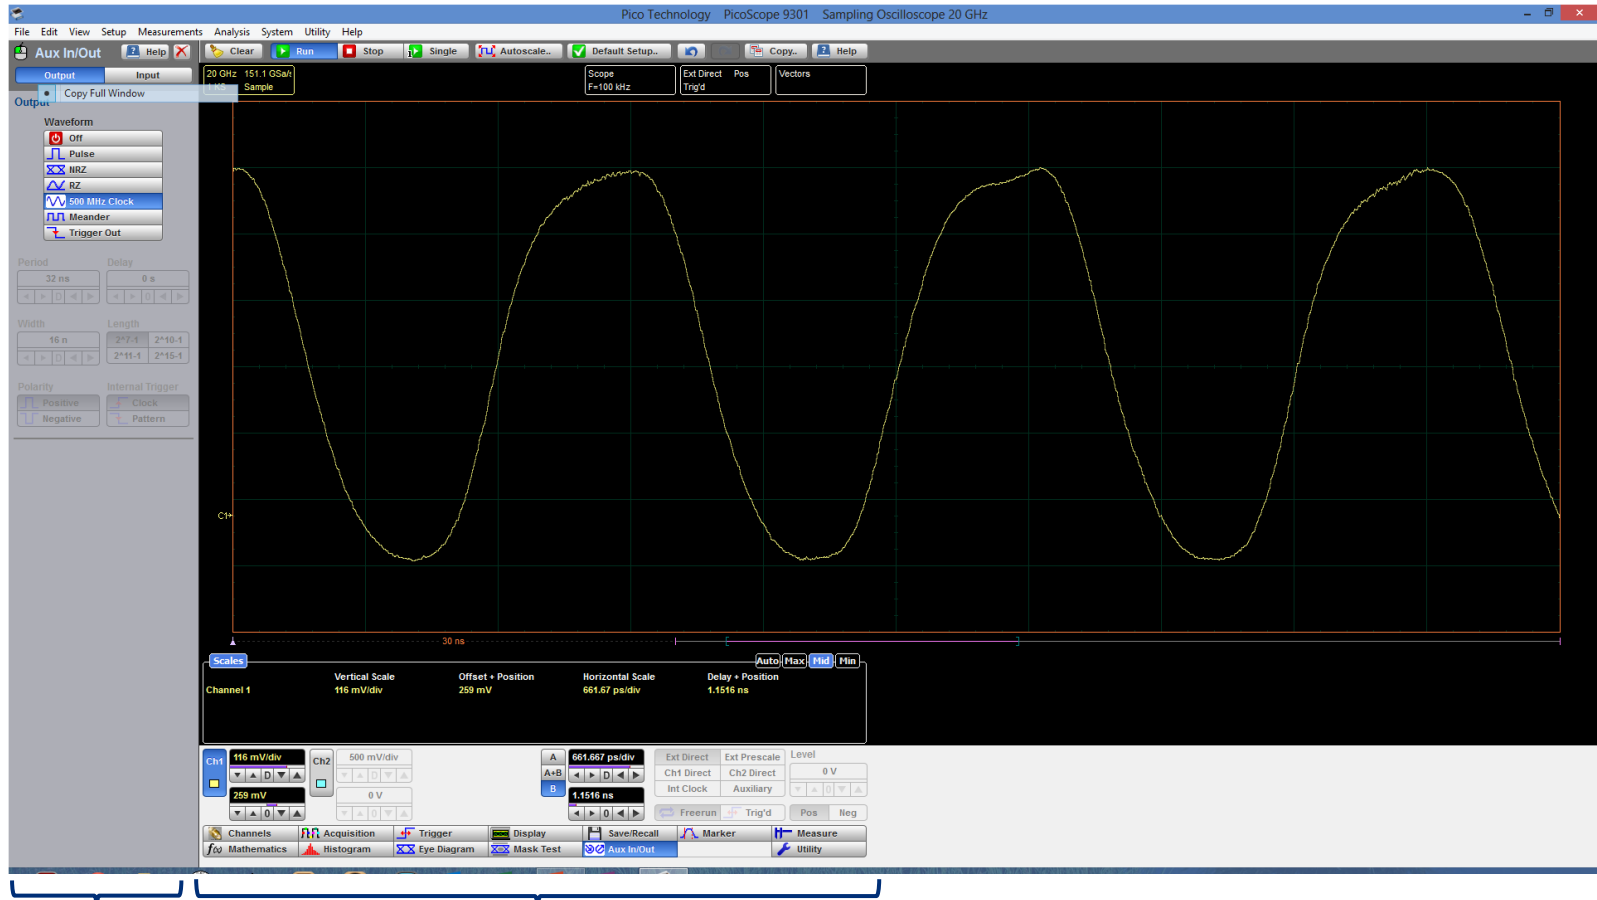 Pico Technology PicoScope 9301 Sampling Oscilloscope 20 GHz
File Edit View Setup Measurements Analysis System Utility Help
Aux In/Out Help Clear Run Stop Single Autoscale.. Default Setup.. Copy.. Help
Output Input
20 GHz 151.1 GSa/s
1 KS Sample
Scope
F=100 kHz
Ext Direct Pos
Trig'd
Vectors
Copy Full Window
Output
Waveform
Off
Pulse
NRZ
RZ
500 MHz Clock
Meander
Trigger Out
Period Delay
32 ns 0 s
D 0
Width Length
16 n 2^7-1 2^10-1
D 2^11-1 2^15-1
Polarity Internal Trigger
Positive Clock
Negative Pattern
C1
30 ns
Scales Auto Max Mid Min
Vertical Scale Offset + Position Horizontal Scale Delay + Position
Channel 1 116 mV/div 259 mV 661.67 ps/div 1.1516 ns
Ch1 116 mV/div Ch2 500 mV/div A 661.667 ps/div Ext Direct Ext Prescale Level
D D A+B D Ch1 Direct Ch2 Direct 0 V
259 mV 0 V B 1.1516 ns Int Clock Auxiliary 0
0 0 0 Freerun Trig'd Pos Neg
Channels Acquisition Trigger Display Save/Recall Marker Measure
f(x) Mathematics Histogram Eye Diagram Mask Test Aux In/Out Utility